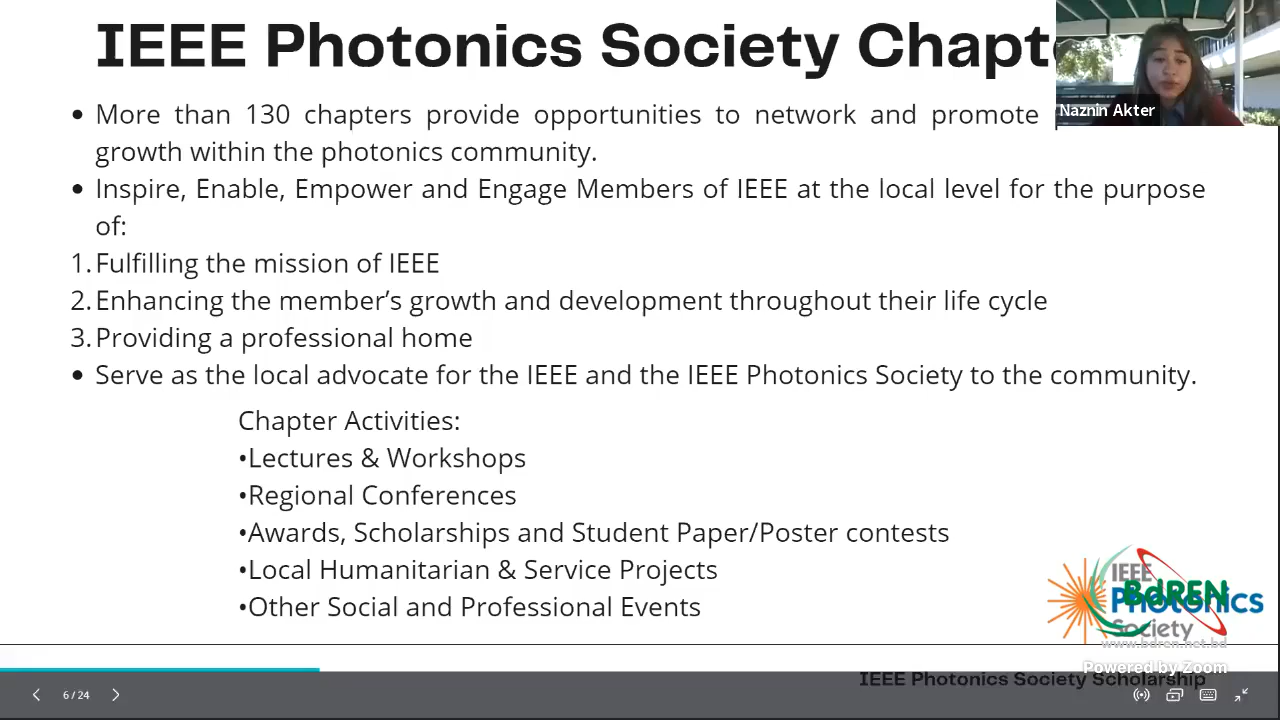 IEEE Photonics Society Chapt
Naznin Akter
• More than 130 chapters provide opportunities to network and promote
growth within the photonics community.
• Inspire, Enable, Empower and Engage Members of IEEE at the local level for the purpose
of:
1. Fulfilling the mission of IEEE
2. Enhancing the member’s growth and development throughout their life cycle
3. Providing a professional home
• Serve as the local advocate for the IEEE and the IEEE Photonics Society to the community.
Chapter Activities:
•Lectures & Workshops
•Regional Conferences
•Awards, Scholarships and Student Paper/Poster contests
•Local Humanitarian & Service Projects
•Other Social and Professional Events
IEEE
Photonics
BdREN
Society
www.bdren.net.bd
Powered by Zoom
IEEE Photonics Society Scholarship
6 / 24